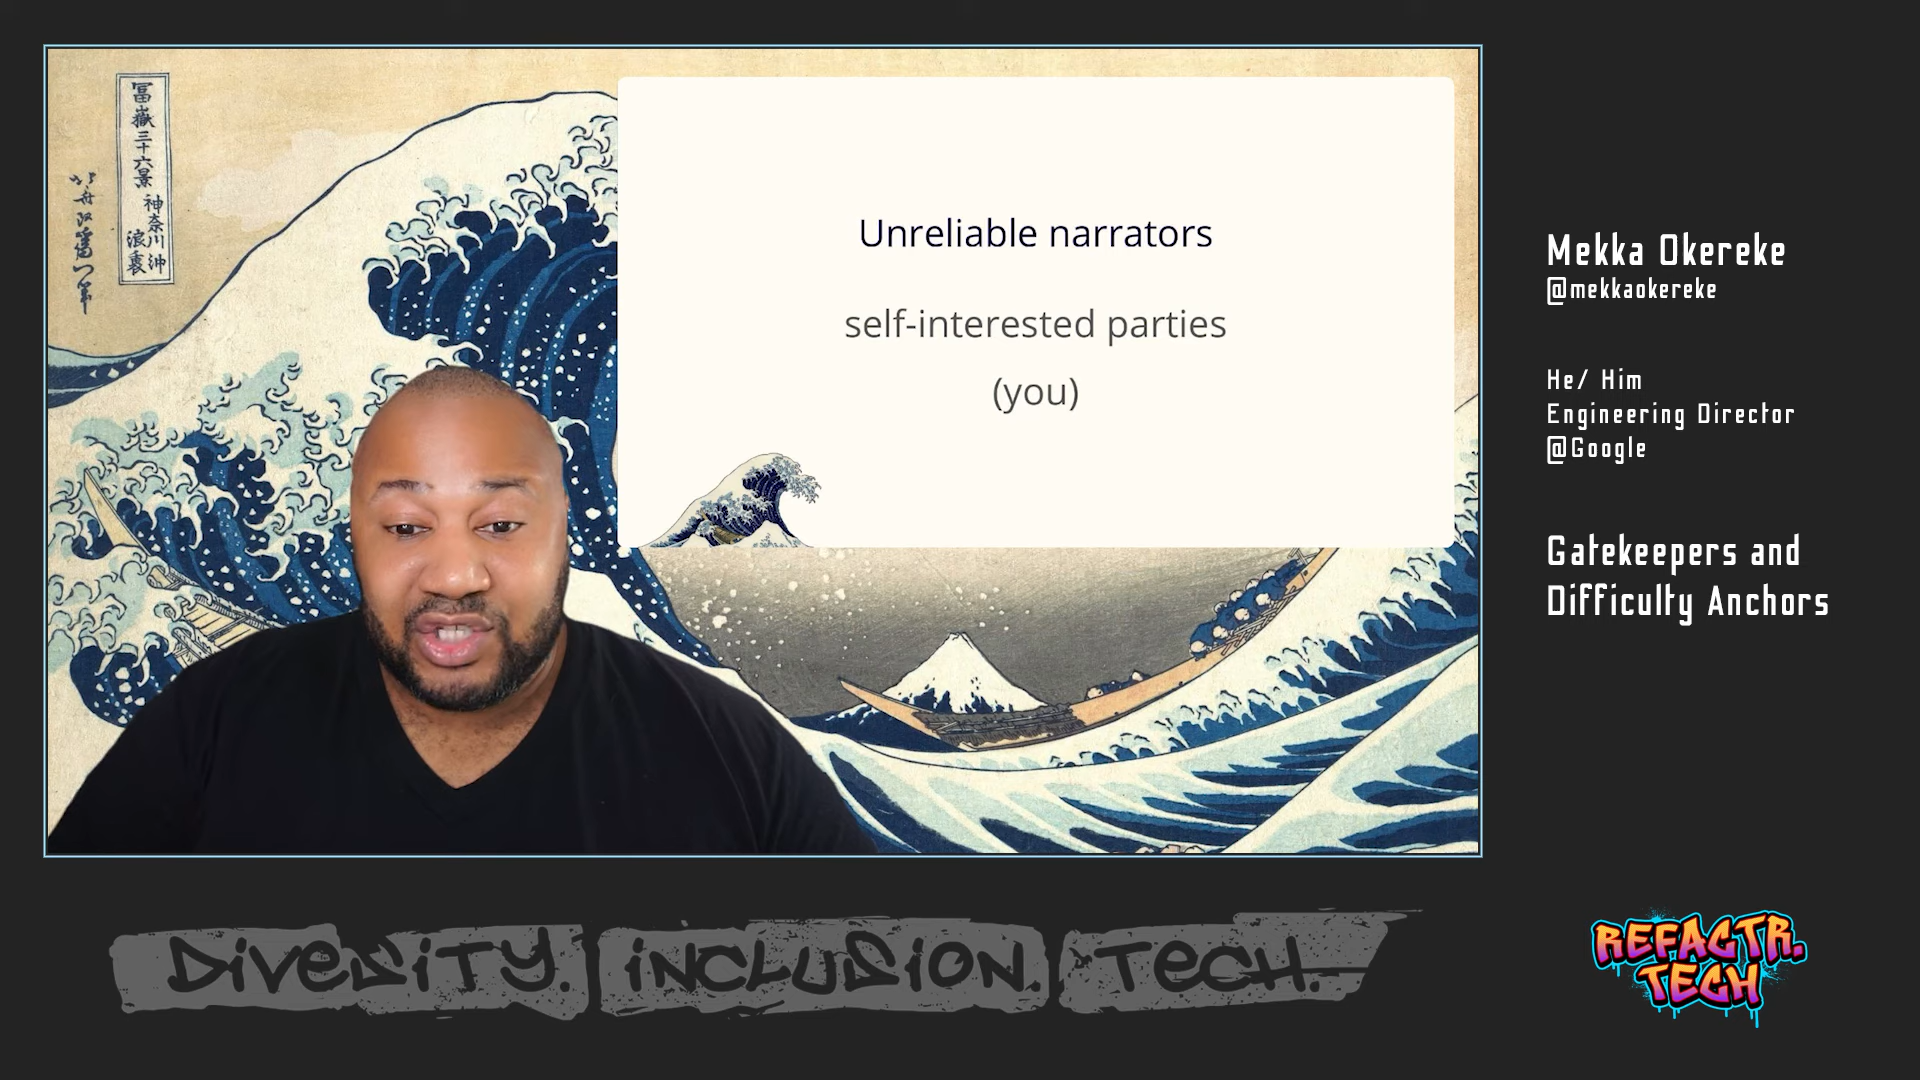 冨嶽三十六景
神奈川沖
浪裏
Unreliable narrators
self-interested parties
(you)
Mekka Okereke
@mekkaokereke
He/ Him
Engineering Director
@Google
Gatekeepers and
Difficulty Anchors
DiveRSiTY. iNCLUSiON. TeCH.
REFACTR.
TECH